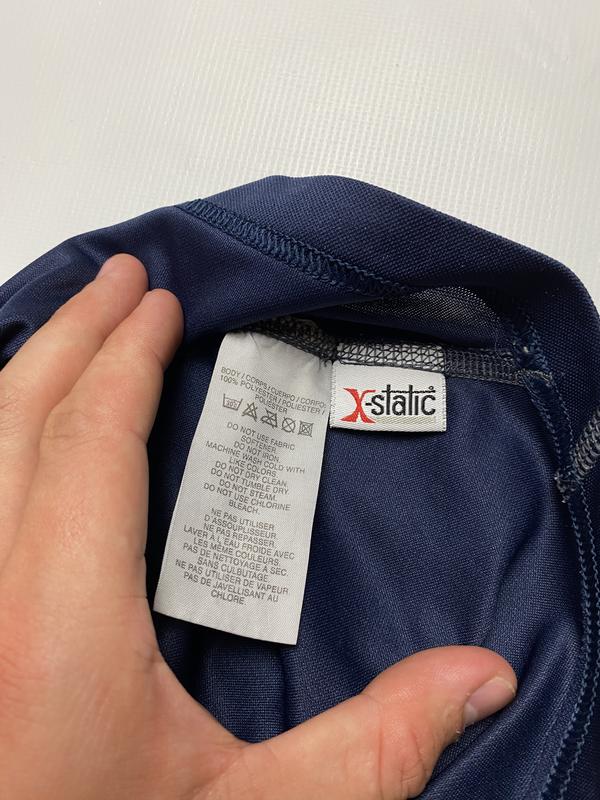 BODY / CORPS / CUERPO / CORPO:
100% POLYESTER / POLYESTER /
POLIESTER
30°
DO NOT USE FABRIC
SOFTENER.
DO NOT IRON.
MACHINE WASH COLD WITH
LIKE COLORS.
DO NOT DRY CLEAN.
DO NOT TUMBLE DRY.
DO NOT STEAM.
DO NOT USE CHLORINE
BLEACH.
NE PAS UTILISER
D'ASSOUPLISSEUR.
NE PAS REPASSER.
LAVER À L'EAU FROIDE AVEC
LES MÊME COULEURS.
PAS DE NETTOYAGE A SEC.
SANS CULBUTAGE.
NE PAS UTILISER DE VAPEUR
PAS DE JAVELLISANT AU
CHLORE.
X-static